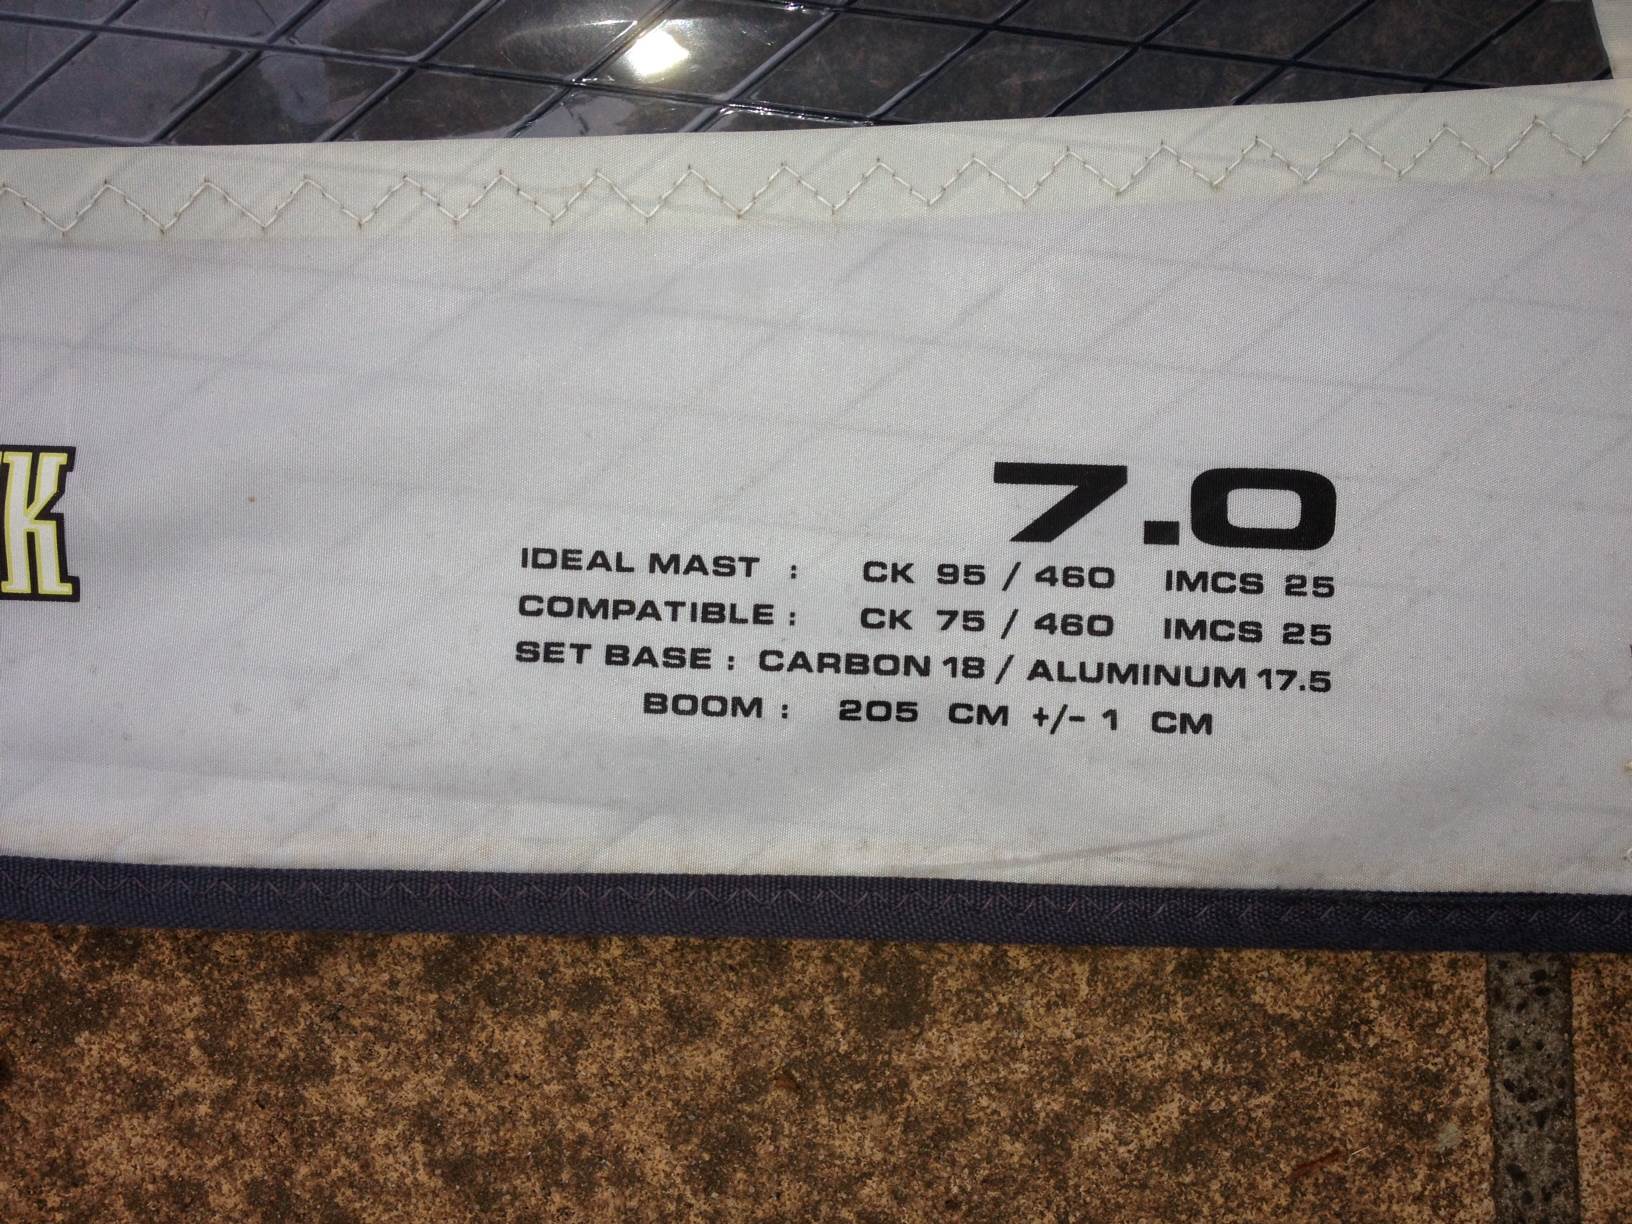 K
7.0
IDEAL MAST : CK 95 / 460 IMCS 25
COMPATIBLE : CK 75 / 460 IMCS 25
SET BASE : CARBON 18 / ALUMINUM 17.5
BOOM : 205 CM +/- 1 CM